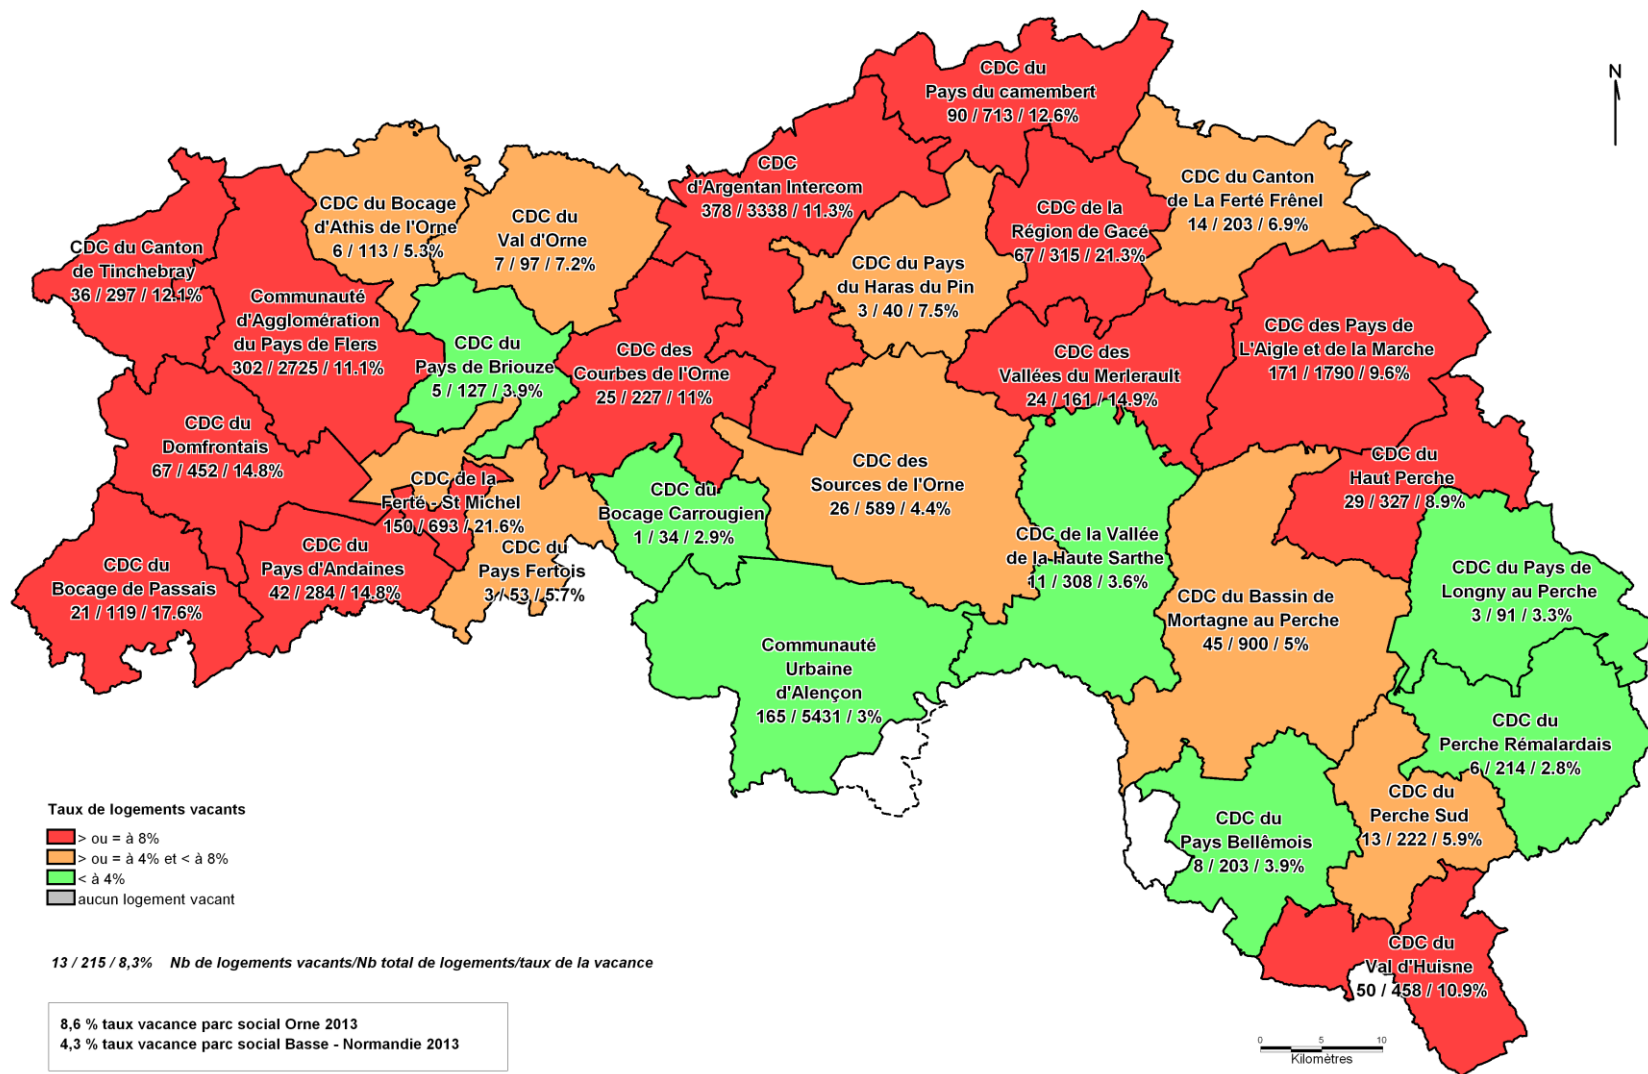 CDC du
Pays du camembert
90 / 713 / 12.6%
N
CDC
d'Argentan Intercom
378 / 3338 / 11.3%
CDC du Canton
de La Ferté Frênel
14 / 203 / 6.9%
CDC du Bocage
d'Athis de l'Orne
6 / 113 / 5.3%
CDC du
Val d'Orne
7 / 97 / 7.2%
CDC de la
Région de Gacé
67 / 315 / 21.3%
CDC du Canton
de Tinchebray
36 / 297 / 12.1%
CDC du Pays
du Haras du Pin
3 / 40 / 7.5%
Communauté
d'Agglomération
du Pays de Flers
302 / 2725 / 11.1%
CDC du
Pays de Briouze
5 / 127 / 3.9%
CDC des
Courbes de l'Orne
25 / 227 / 11%
CDC des
Vallées du Merlerault
24 / 161 / 14.9%
CDC des Pays de
L'Aigle et de la Marche
171 / 1790 / 9.6%
CDC du
Domfrontais
67 / 452 / 14.8%
CDC de la
Ferté - St Michel
150 / 693 / 21.6%
CDC du
Bocage Carrougien
1 / 34 / 2.9%
CDC des
Sources de l'Orne
26 / 589 / 4.4%
CDC du
Haut Perche
29 / 327 / 8.9%
CDC du
Bocage de Passais
21 / 119 / 17.6%
CDC du
Pays d'Andaines
42 / 284 / 14.8%
CDC du
Pays Fertois
3 / 53 / 5.7%
CDC de la Vallée
de la Haute Sarthe
11 / 308 / 3.6%
CDC du Bassin de
Mortagne au Perche
45 / 900 / 5%
CDC du Pays de
Longny au Perche
3 / 91 / 3.3%
Communauté
Urbaine
d'Alençon
165 / 5431 / 3%
CDC du
Perche Rémalardais
6 / 214 / 2.8%
CDC du
Perche Sud
13 / 222 / 5.9%
CDC du
Pays Bellêmois
8 / 203 / 3.9%
CDC du
Val d'Huisne
50 / 458 / 10.9%
Taux de logements vacants
> ou = à 8%
> ou = à 4% et < à 8%
< à 4%
aucun logement vacant
13 / 215 / 8,3% Nb de logements vacants/Nb total de logements/taux de la vacance
8,6 % taux vacance parc social Orne 2013
4,3 % taux vacance parc social Basse - Normandie 2013
0 5 10
Kilomètres